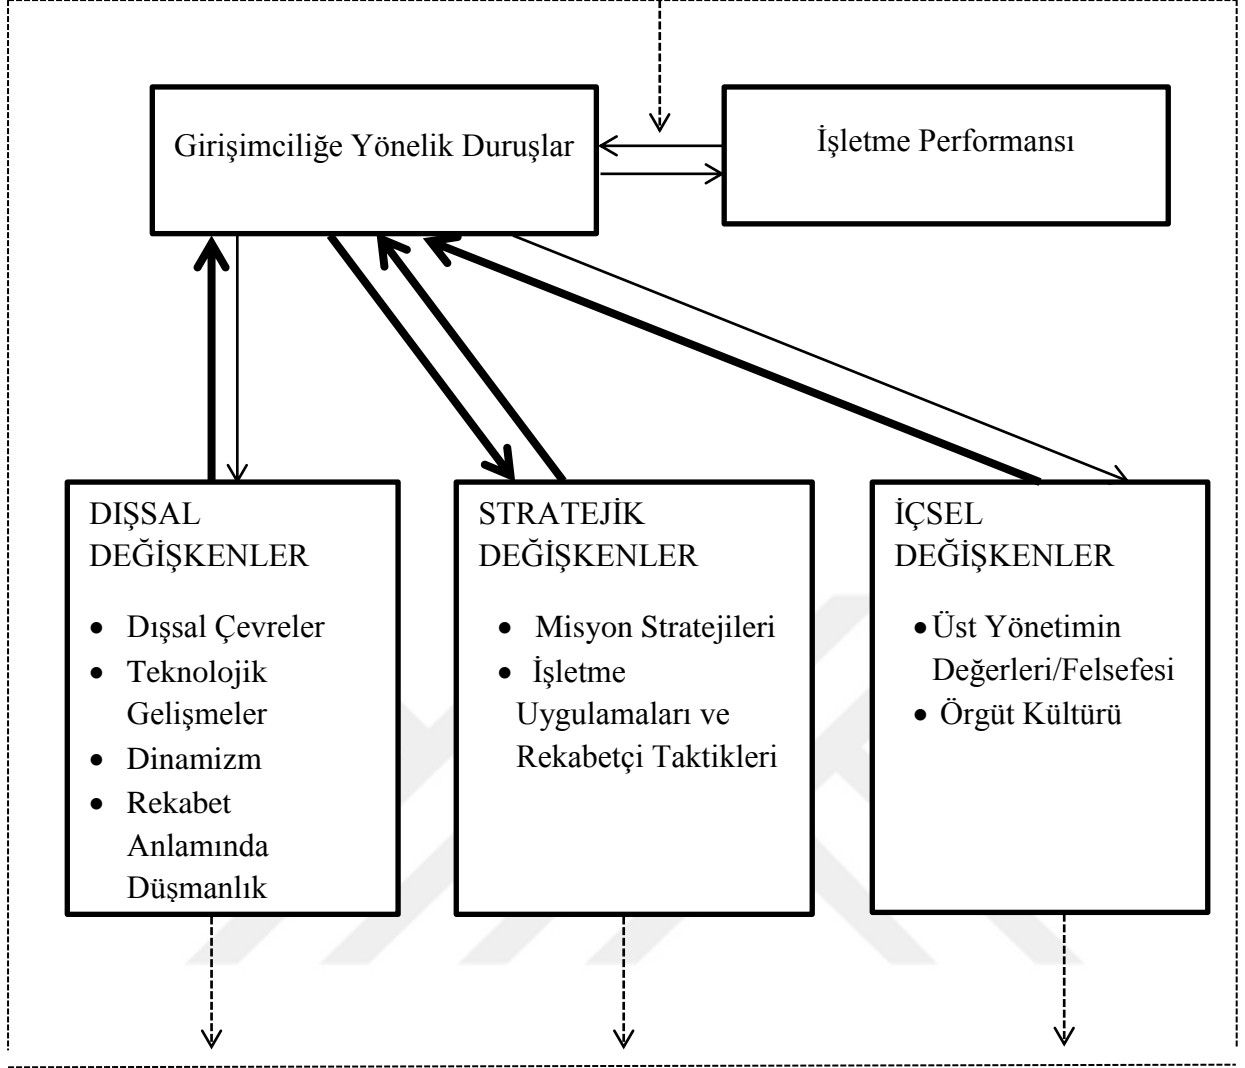 Girişimciliğe Yönelik Duruşlar
İşletme Performansı
DIŞSAL
DEĞİŞKENLER
• Dışsal Çevreler
• Teknolojik
Gelişmeler
• Dinamizm
• Rekabet
Anlamında
Düşmanlık
STRATEJİK
DEĞİŞKENLER
• Misyon Stratejileri
• İşletme
Uygulamaları ve
Rekabetçi Taktikleri
İÇSEL
DEĞİŞKENLER
• Üst Yönetimin
Değerleri/Felsefesi
• Örgüt Kültürü